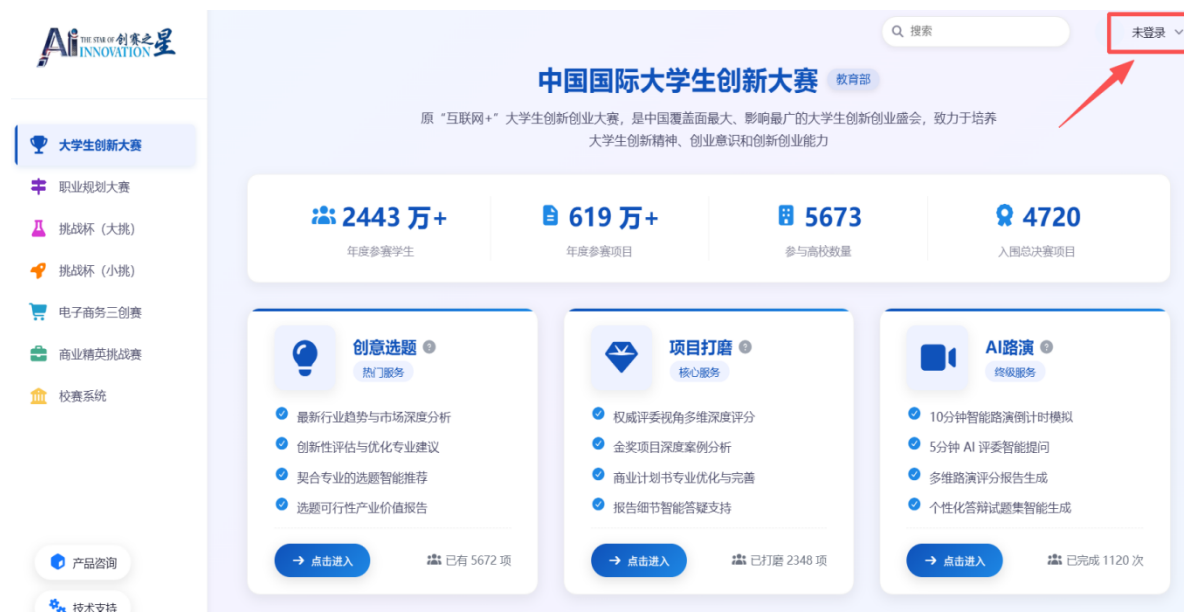 Ai THE STAR OF 创赛之星
INNOVATION
搜索
未登录
中国国际大学生创新大赛 教育部
原“互联网+”大学生创新创业大赛，是中国覆盖面最大、影响最广的大学生创新创业盛会，致力于培养
大学生创新精神、创业意识和创新创业能力
大学生创新大赛
职业规划大赛
挑战杯（大挑）
挑战杯（小挑）
电子商务三创赛
商业精英挑战赛
校赛系统
产品咨询
技术支持
2443 万+
年度参赛学生
619 万+
年度参赛项目
5673
参与高校数量
4720
入围总决赛项目
创意选题
热门服务
最新行业趋势与市场深度分析
创新性评估与优化专业建议
契合专业的选题智能推荐
选题可行性产业价值报告
点击进入 已有 5672 项
项目打磨
核心服务
权威评委视角多维深度评分
金奖项目深度案例分析
商业计划书专业优化与完善
报告细节智能答疑支持
点击进入 已打磨 2348 项
AI路演
终级服务
10分钟智能路演倒计时模拟
5分钟 AI 评委智能提问
多维路演评分报告生成
个性化答辩试题集智能生成
点击进入 已完成 1120 次